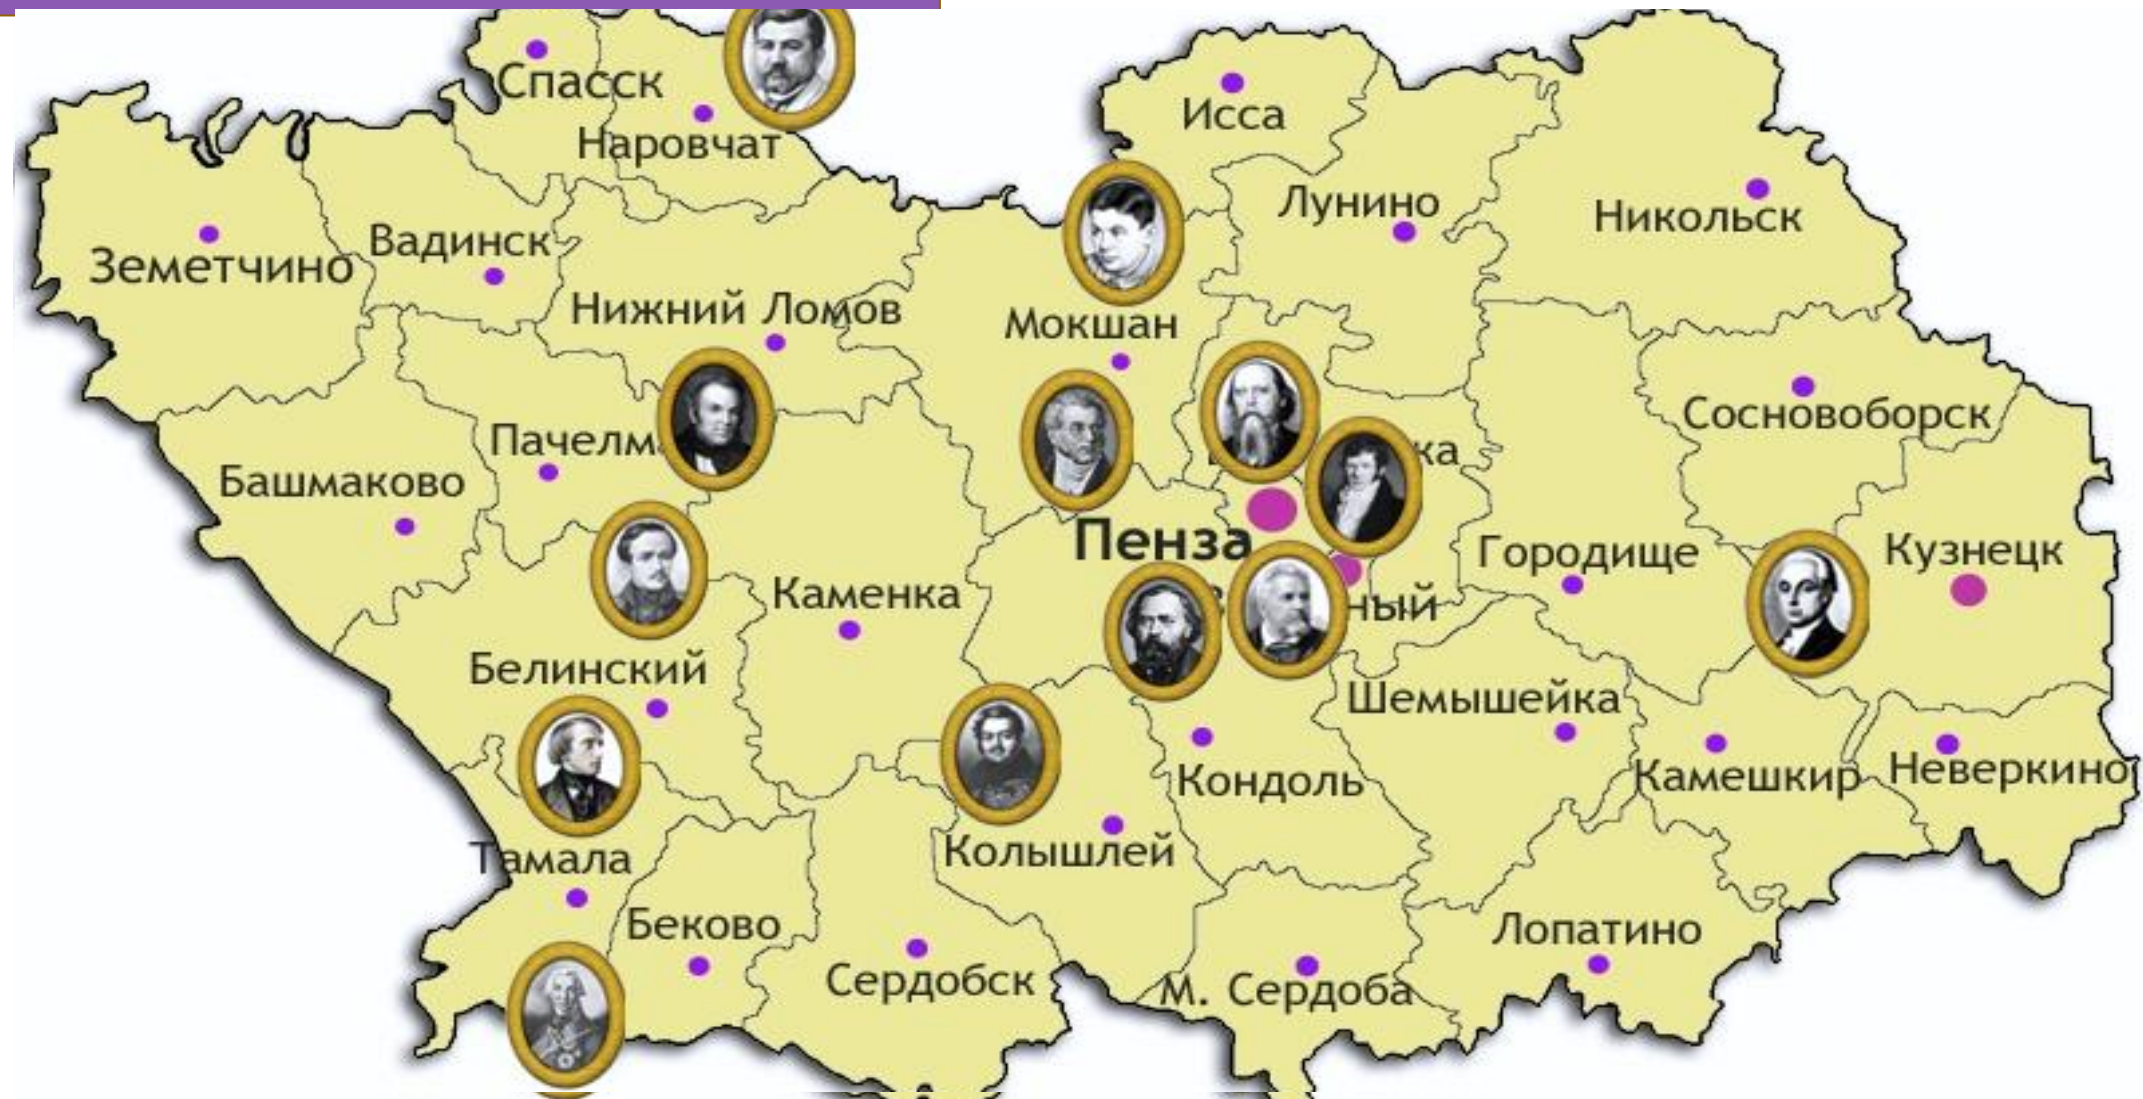 Спасск
Наровчат
Исса
Лунино
Никольск
Земетчино
Вадинск
Нижний Ломов
Мокшан
Сосновоборск
Башмаково
Пенза
Городище
Кузнецк
Каменка
Белинский
Шемышейка
Кондоль
Камешкир
Неверкино
Тамала
Колышлей
Беково
Сердобск
М. Сердоба
Лопатино